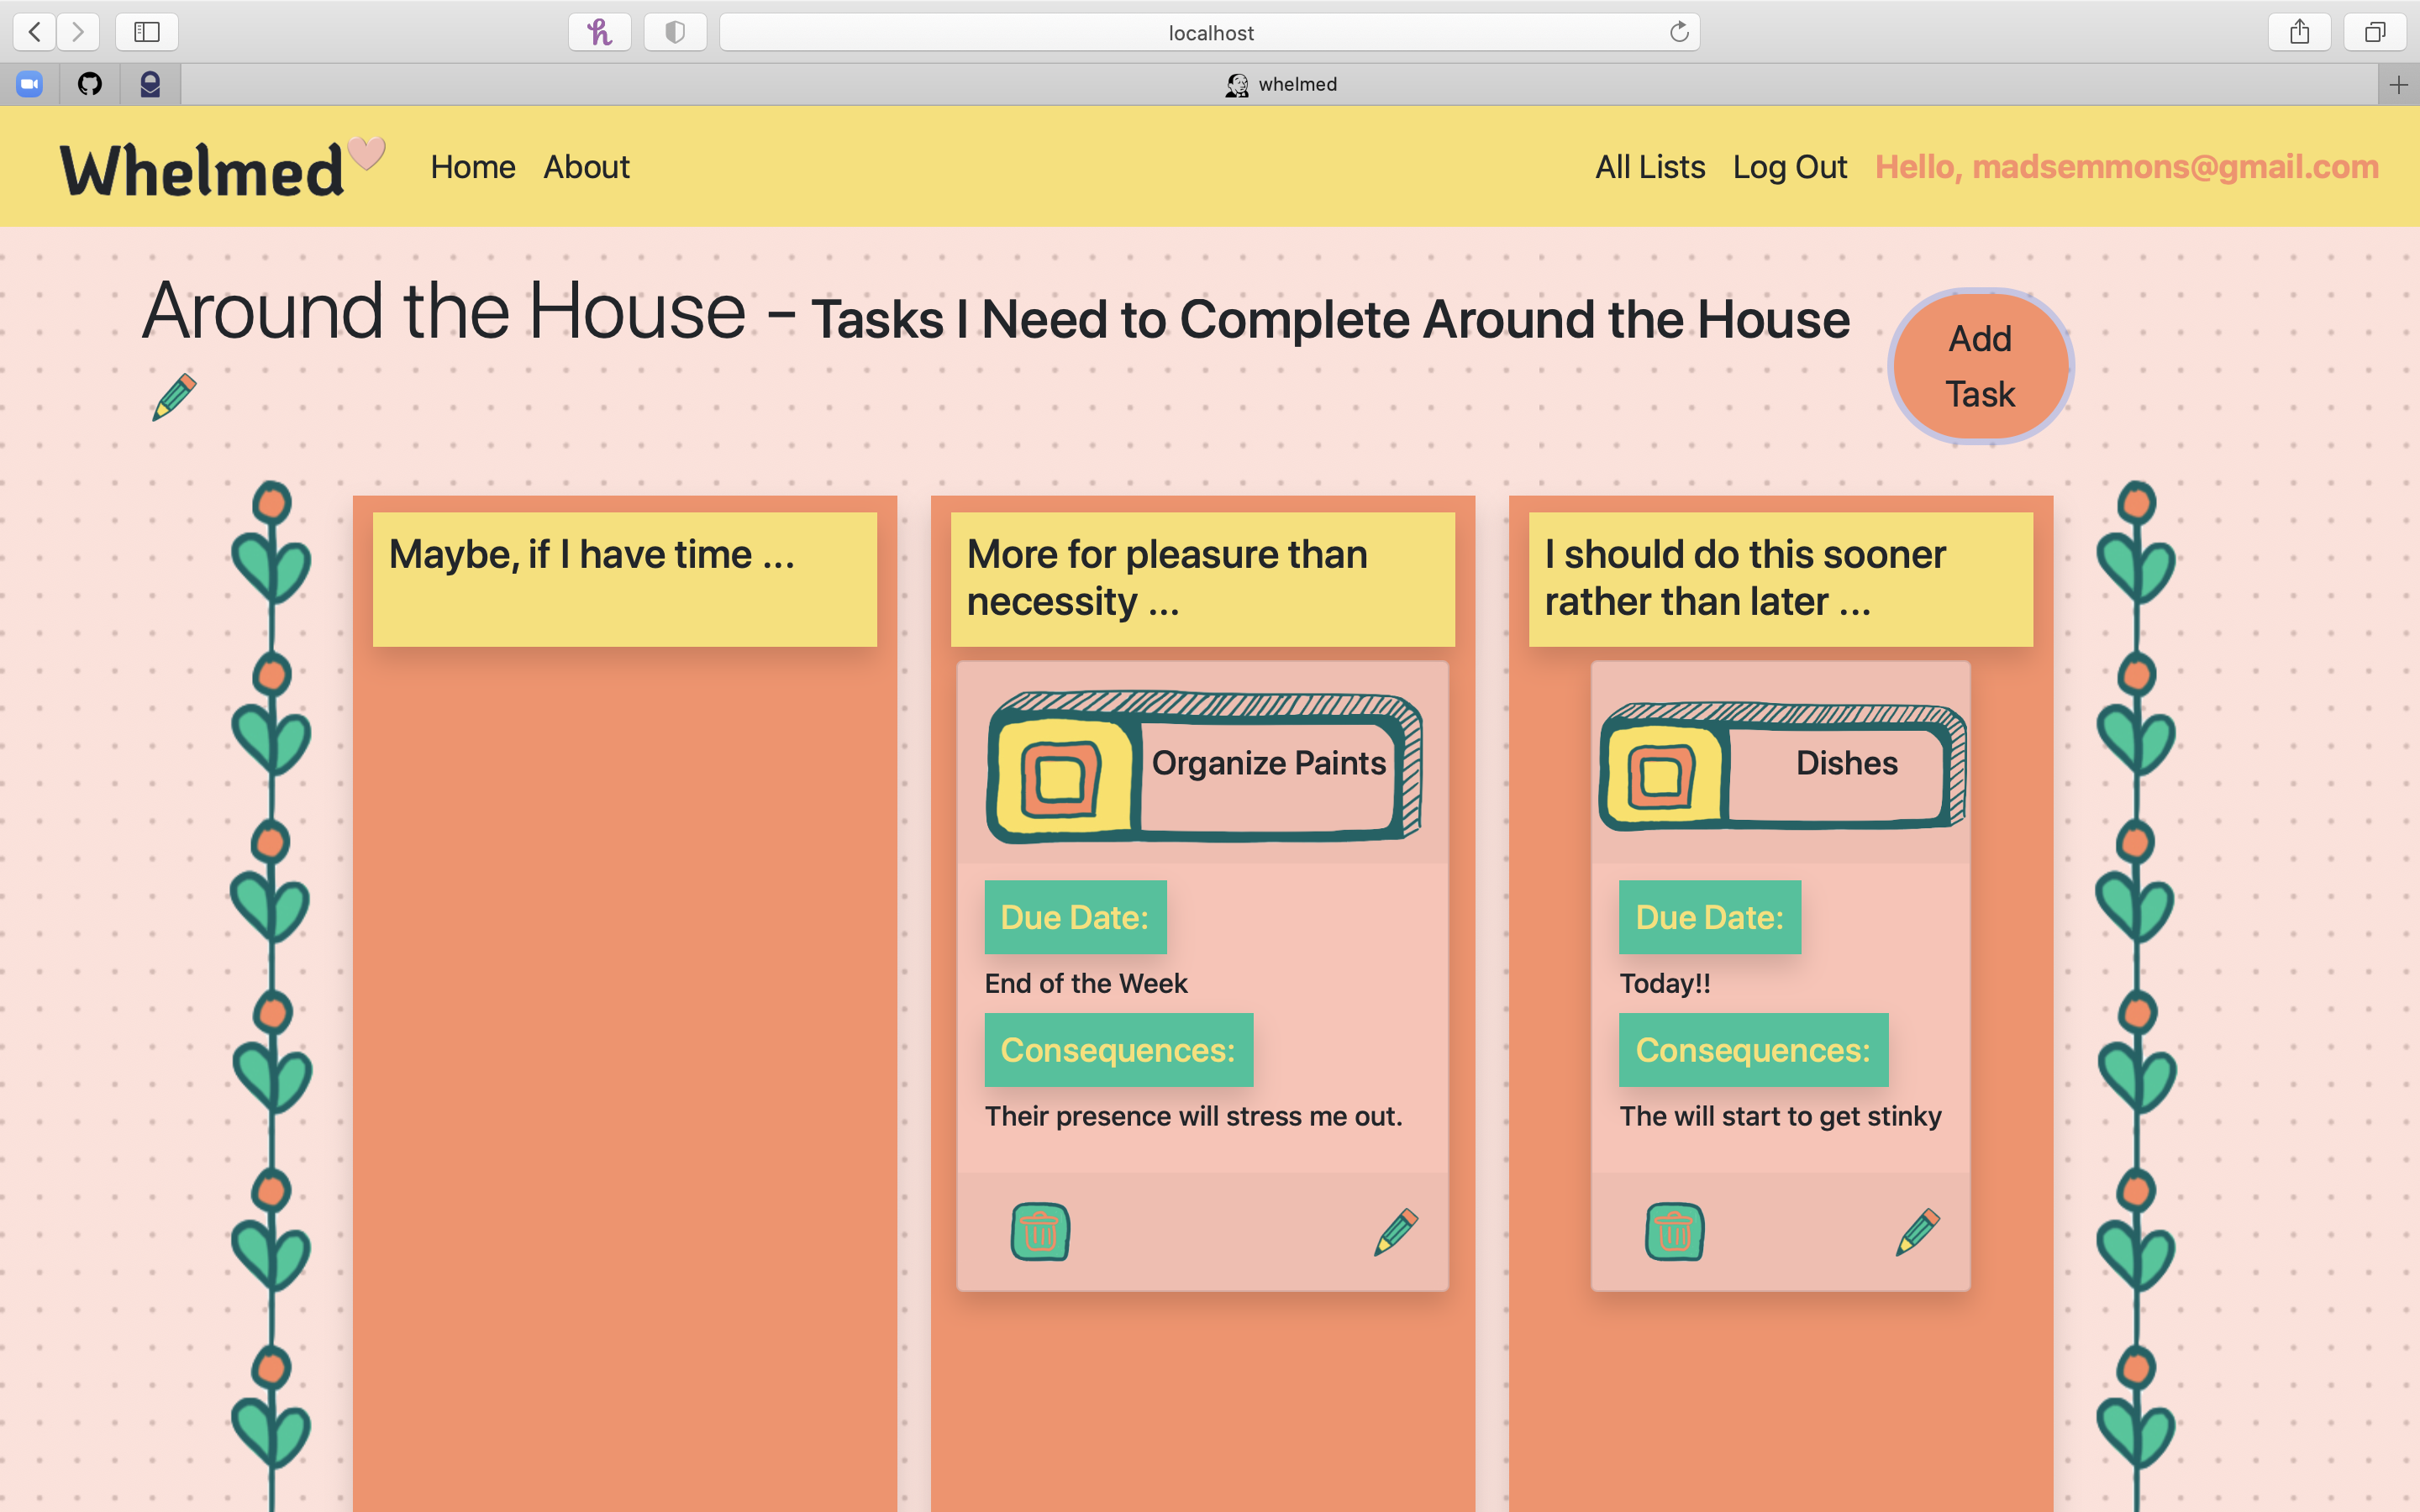 localhost
whelmed
Whelmed
Home About
All Lists Log Out Hello, madsemmons@gmail.com
Around the House - Tasks I Need to Complete Around the House
Add
Task
Maybe, if I have time ...
More for pleasure than
necessity ...
I should do this sooner
rather than later ...
Organize Paints
Due Date:
End of the Week
Consequences:
Their presence will stress me out.
Dishes
Due Date:
Today!!
Consequences:
The will start to get stinky